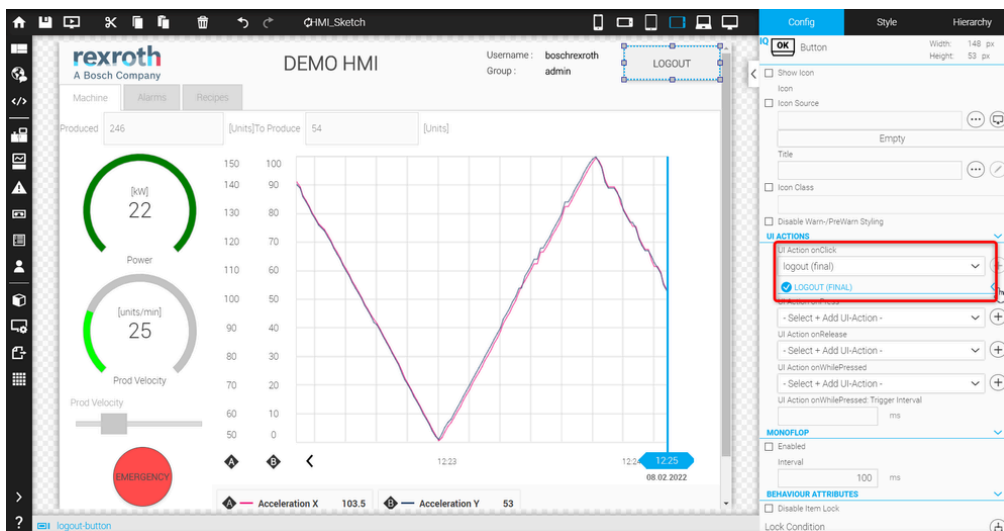 HMI_Sketch
Config Style Hierarchy
rexroth
A Bosch Company
DEMO HMI
Username : boschrexroth
Group : admin
LOGOUT
Machine Alarms Recipes
Produced 246 [Units]To Produce 54 [Units]
[kW]
22
Power
[units/min]
25
Prod Velocity
Prod Velocity
EMERGENCY
150 100
140 90
130 80
120 70
110 60
100 50
90 40
80 30
70 20
60 10
50 0
A B 12:23 12:24 12:25
08.02.2022
A Acceleration X 103.5 B Acceleration Y 53
logout-button
IQ OK Button
Width: 148 px
Height: 53 px
Show Icon
Icon
Icon Source
Empty
Title
Icon Class
Disable Warn-/PreWarn Styling
UI ACTIONS
UI Action onClick
logout (final)
LOGOUT (FINAL)
UI Action onPress
- Select + Add UI-Action -
UI Action onRelease
- Select + Add UI-Action -
UI Action onWhilePressed
- Select + Add UI-Action -
UI Action onWhilePressed: Trigger Interval
ms
MONOFLOP
Enabled
Interval
100 ms
BEHAVIOUR ATTRIBUTES
Disable Item Lock
Lock Condition